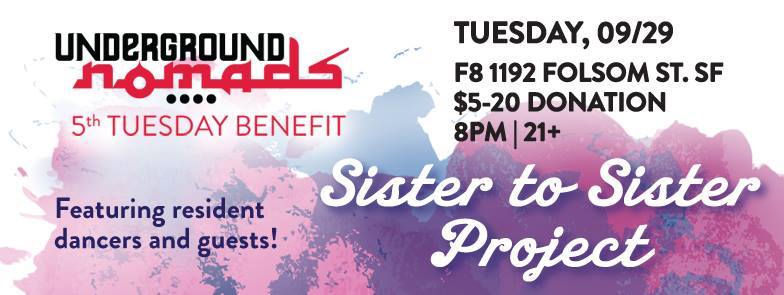 UNDERGROUND
nomads
5th TUESDAY BENEFIT
Featuring resident
dancers and guests!
TUESDAY, 09/29
F8 1192 FOLSOM ST. SF
$5-20 DONATION
8PM | 21+
Sister to Sister
Project